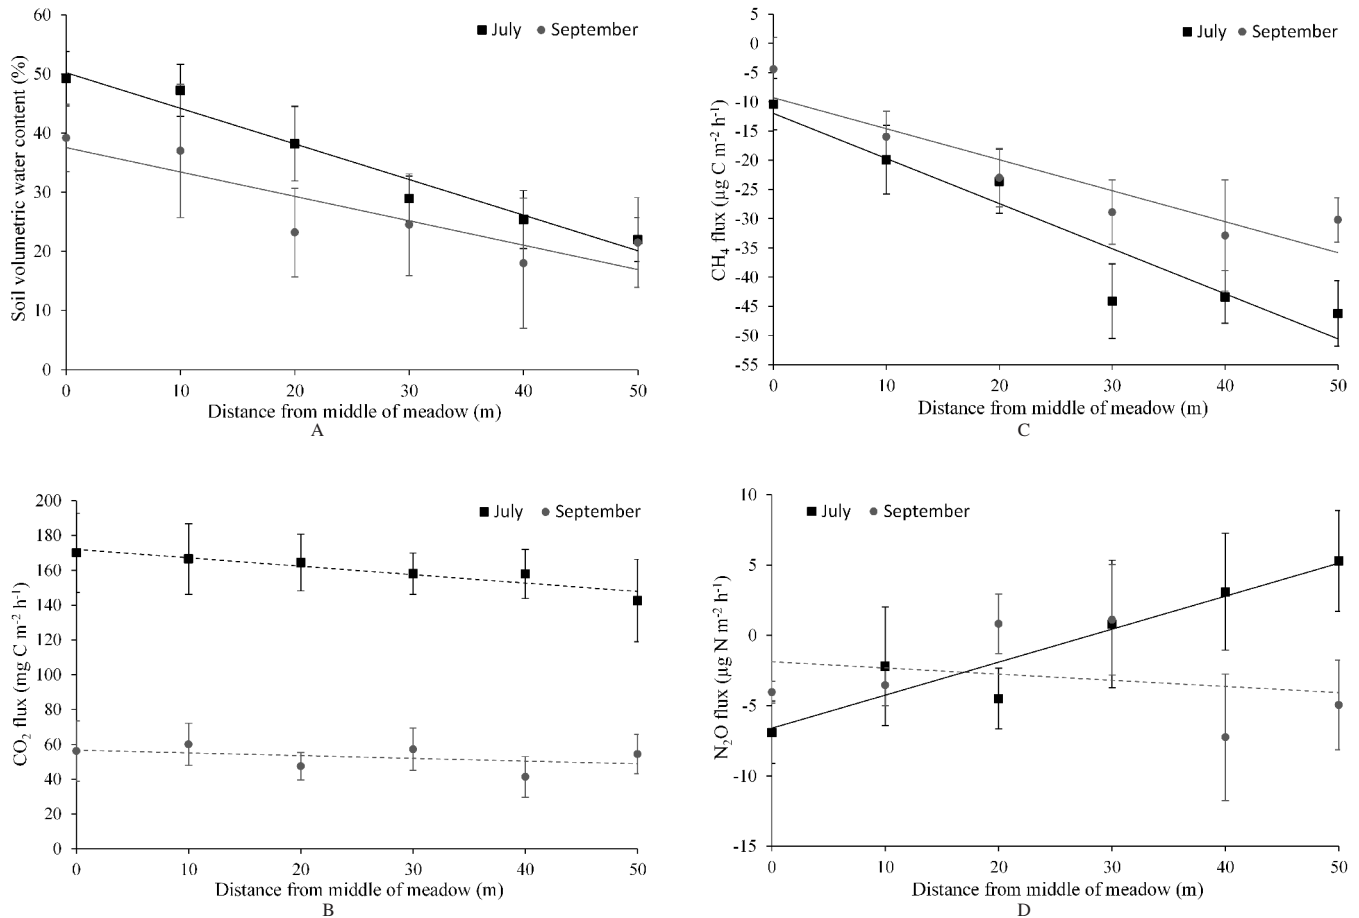 60
50
40
30
20
10
0
Soil volumetric water content (%)
July
September
0 10 20 30 40 50
Distance from middle of meadow (m)
A
5
0
-5
-10
-15
-20
-25
-30
-35
-40
-45
-50
-55
CH₄ flux (µg C m⁻² h⁻¹)
July
September
0 10 20 30 40 50
Distance from middle of meadow (m)
C
200
180
160
140
120
100
80
60
40
20
0
CO₂ flux (mg C m⁻² h⁻¹)
July
September
0 10 20 30 40 50
Distance from middle of meadow (m)
B
10
5
0
-5
-10
-15
N₂O flux (µg N m⁻² h⁻¹)
July
September
0 10 20 30 40 50
Distance from middle of meadow (m)
D